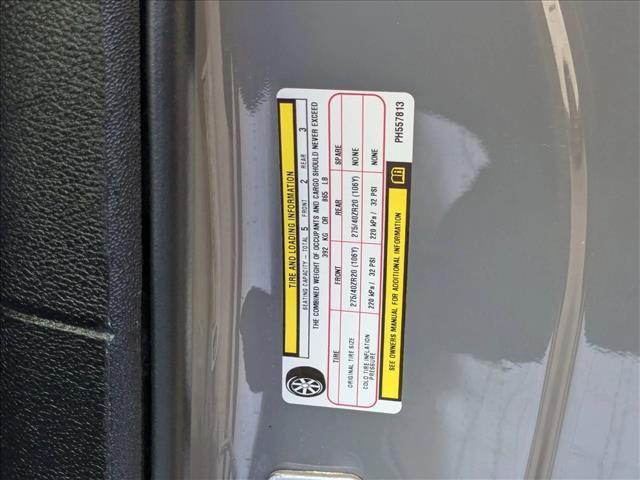 TIRE AND LOADING INFORMATION
SEATING CAPACITY - TOTAL 5 FRONT 2 REAR 3
THE COMBINED WEIGHT OF OCCUPANTS AND CARGO SHOULD NEVER EXCEED
392 KG OR 865 LB
TIRE FRONT REAR SPARE
ORIGINAL TIRE SIZE 275/40ZR20 (106Y) 275/40ZR20 (106Y) NONE
COLD TIRE INFLATION PRESSURE 220 kPa / 32 PSI 220 kPa / 32 PSI NONE
SEE OWNERS MANUAL FOR ADDITIONAL INFORMATION
PH557813